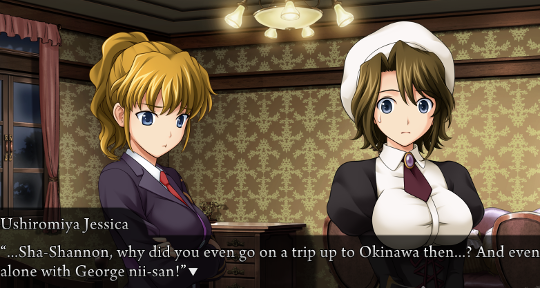 Ushiromiya Jessica
“…Sha-Shannon, why did you even go on a trip up to Okinawa then…? And even
alone with George nii-san!”▼